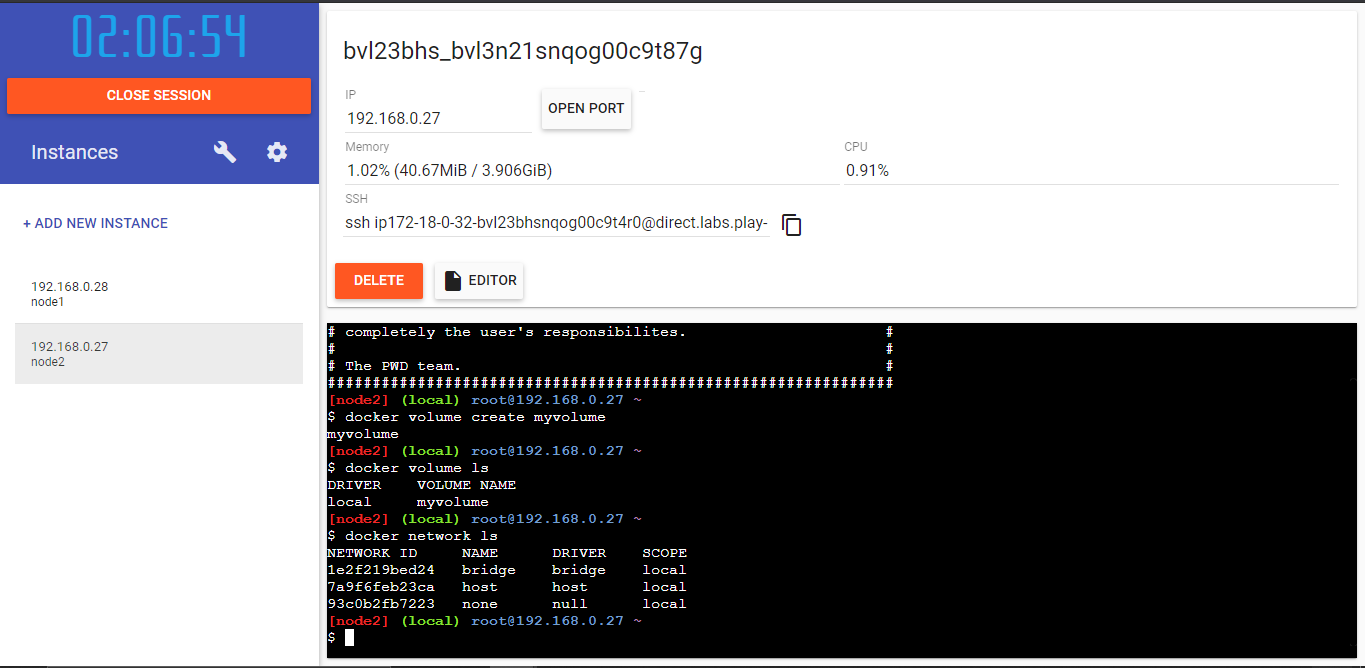 02:06:54
CLOSE SESSION
Instances
+ ADD NEW INSTANCE
192.168.0.28
node1
192.168.0.27
node2
bvl23bhs_bvl3n21snqog00c9t87g
IP
192.168.0.27
OPEN PORT
Memory
1.02% (40.67MiB / 3.906GiB)
CPU
0.91%
SSH
ssh ip172-18-0-32-bvl23bhsnqog00c9t4r0@direct.labs.play-
DELETE
EDITOR
# completely the user's responsibilites. #
# #
# The PWD team. #
###############################################################
[node2] (local) root@192.168.0.27 ~
$ docker volume create myvolume
myvolume
[node2] (local) root@192.168.0.27 ~
$ docker volume ls
DRIVER VOLUME NAME
local myvolume
[node2] (local) root@192.168.0.27 ~
$ docker network ls
NETWORK ID NAME DRIVER SCOPE
1e2f219bed24 bridge bridge local
7a9f6feb23ca host host local
93c0b2fb7223 none null local
[node2] (local) root@192.168.0.27 ~
$